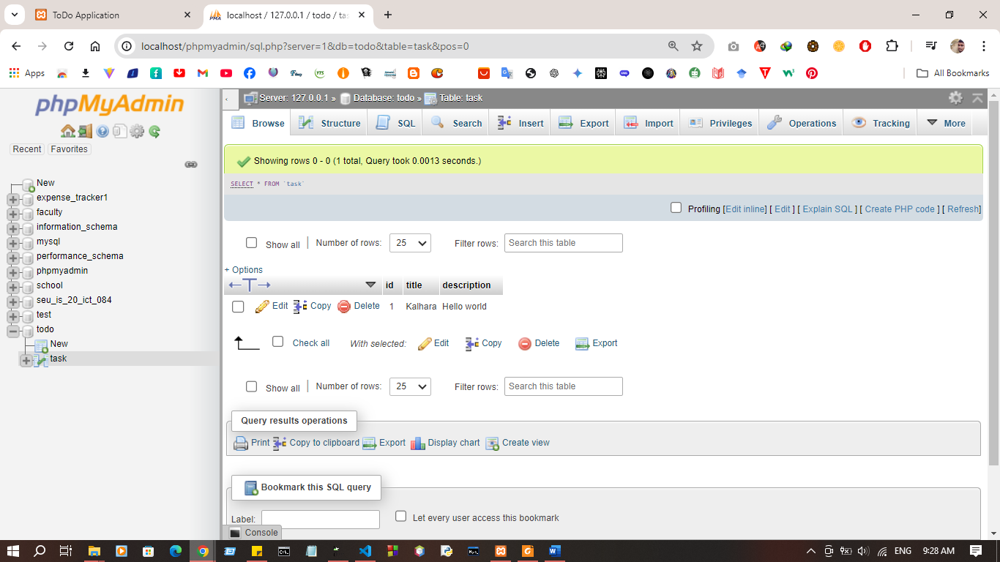 ToDo Application
localhost / 127.0.0.1 / todo / tas
localhost/phpmyadmin/sql.php?server=1&db=todo&table=task&pos=0
Apps
All Bookmarks
phpMyAdmin
Recent
Favorites
New
expense_tracker1
faculty
information_schema
mysql
performance_schema
phpmyadmin
school
seu_is_20_ict_084
test
todo
New
task
Server: 127.0.0.1 » Database: todo » Table: task
Browse Structure SQL Search Insert Export Import Privileges Operations Tracking More
Showing rows 0 - 0 (1 total, Query took 0.0013 seconds.)
SELECT * FROM `task`
Profiling [Edit inline] [ Edit ] [ Explain SQL ] [ Create PHP code ] [ Refresh]
Show all | Number of rows: 25 Filter rows: Search this table
+ Options
id title description
Edit Copy Delete 1 Kalhara Hello world
Check all With selected: Edit Copy Delete Export
Show all | Number of rows: 25 Filter rows: Search this table
Query results operations
Print Copy to clipboard Export Display chart Create view
Bookmark this SQL query
Label:
Let every user access this bookmark
Console
ENG 9:28 AM